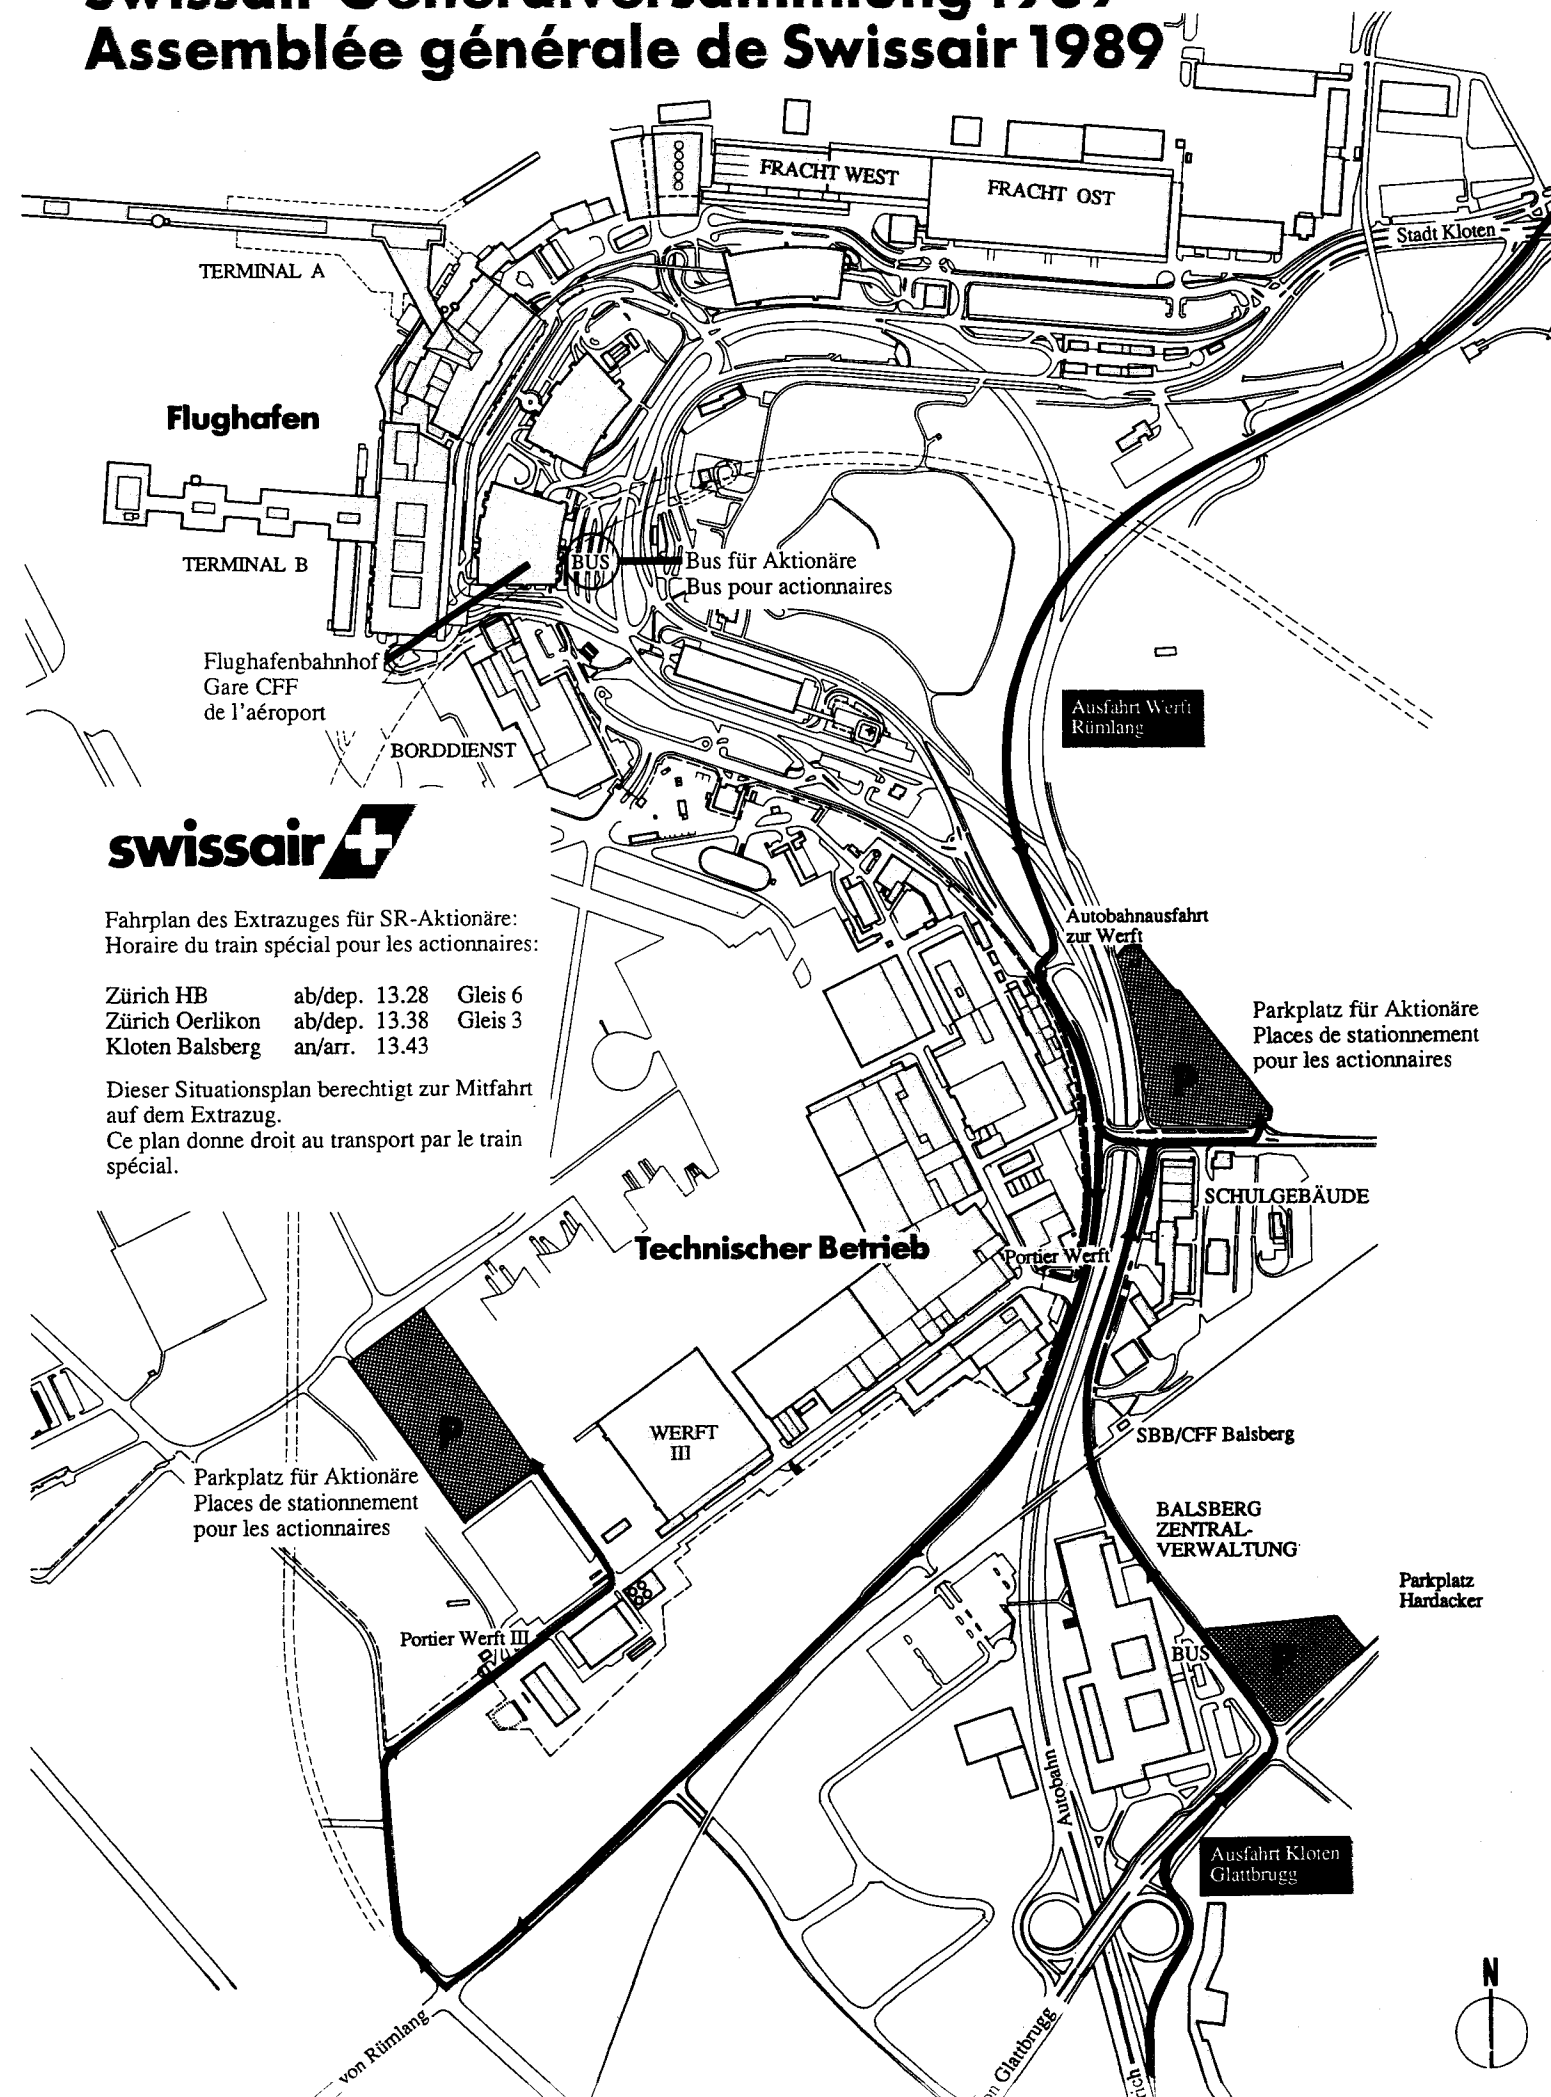 Swissair Generalversammlung 1989
Assemblée générale de Swissair 1989
FRACHT WEST
FRACHT OST
Stadt Kloten
TERMINAL A
Flughafen
TERMINAL B
BUS
Bus für Aktionäre
Bus pour actionnaires
Flughafenbahnhof
Gare CFF
de l'aéroport
Ausfahrt Werft
Rümlang
BORDDIENST
swissair
Fahrplan des Extrazuges für SR-Aktionäre:
Horaire du train spécial pour les actionnaires:
Zürich HB ab/dep. 13.28 Gleis 6
Zürich Oerlikon ab/dep. 13.38 Gleis 3
Kloten Balsberg an/arr. 13.43
Dieser Situationsplan berechtigt zur Mitfahrt
auf dem Extrazug.
Ce plan donne droit au transport par le train
spécial.
Autobahnausfahrt
zur Werft
Parkplatz für Aktionäre
Places de stationnement
pour les actionnaires
P
SCHULGEBÄUDE
Technischer Betrieb
Portier Werft
P
WERFT
III
SBB/CFF Balsberg
Parkplatz für Aktionäre
Places de stationnement
pour les actionnaires
BALSBERG
ZENTRAL-
VERWALTUNG
Parkplatz
Hardacker
Portier Werft III
BUS
P
Autobahn
Ausfahrt Kloten
Glattbrugg
von Rümlang
Glattbrugg
N